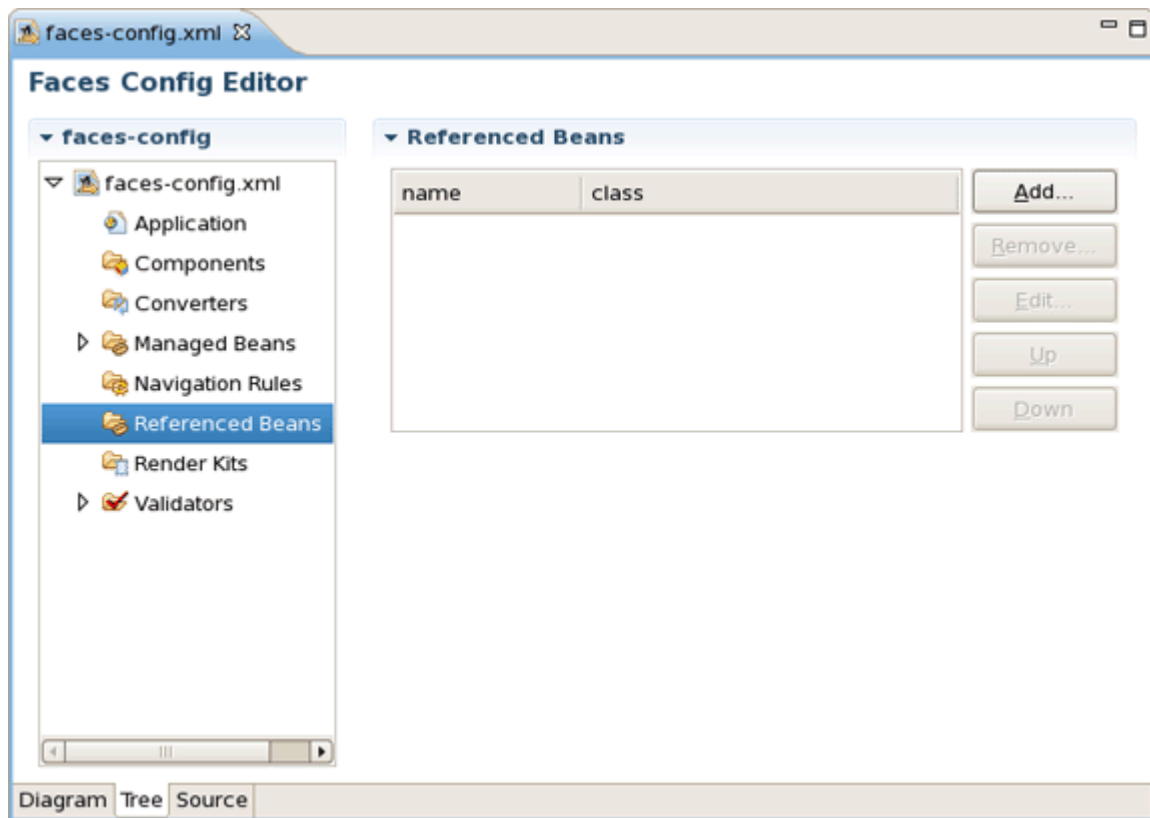 faces-config.xml
Faces Config Editor
faces-config
faces-config.xml
Application
Components
Converters
Managed Beans
Navigation Rules
Referenced Beans
Render Kits
Validators
Referenced Beans
name class
Add...
Remove...
Edit...
Up
Down
Diagram Tree Source